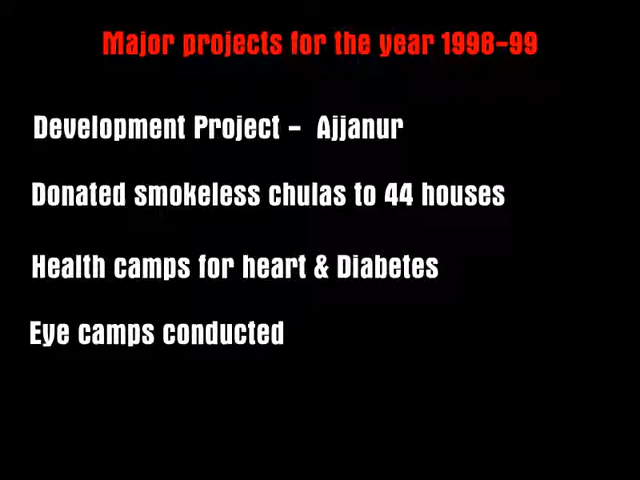 Major projects for the year 1998-99
Development Project - Ajjanur
Donated smokeless chulas to 44 houses
Health camps for heart & Diabetes
Eye camps conducted